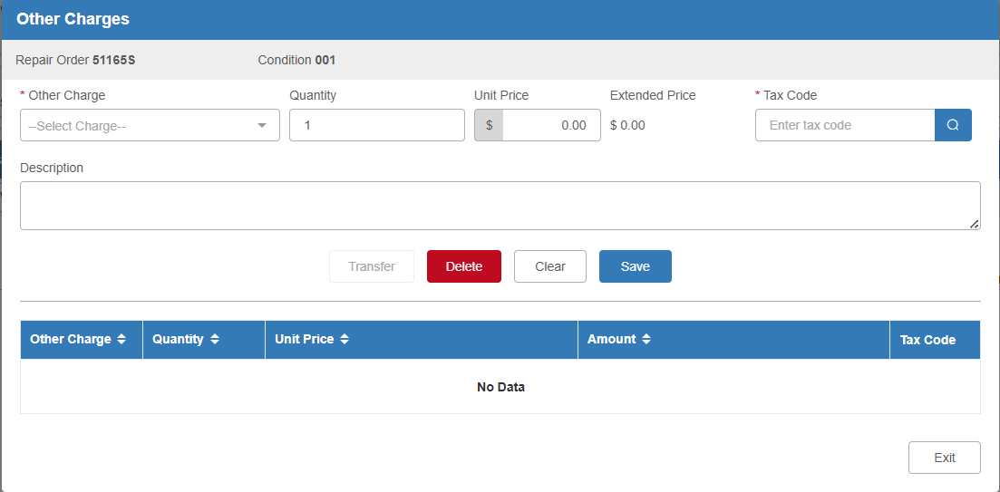 Other Charges
Repair Order 51165S Condition 001
* Other Charge Quantity Unit Price Extended Price * Tax Code
--Select Charge-- 1 $ 0.00 $ 0.00 Enter tax code
Description
Transfer Delete Clear Save
Other Charge Quantity Unit Price Amount Tax Code
No Data
Exit